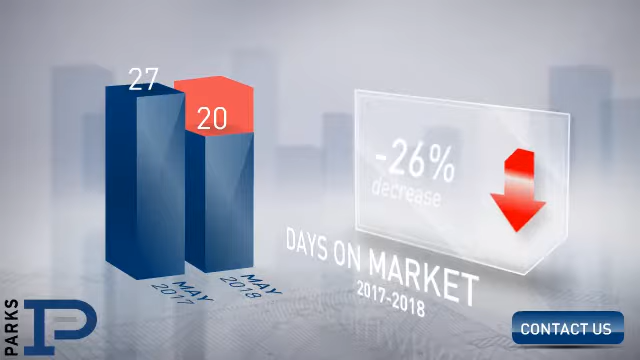 27
20
-26%
decrease
DAYS ON MARKET
2017-2018
MAY
2017
MAY
2018
PARKS
P
CONTACT US